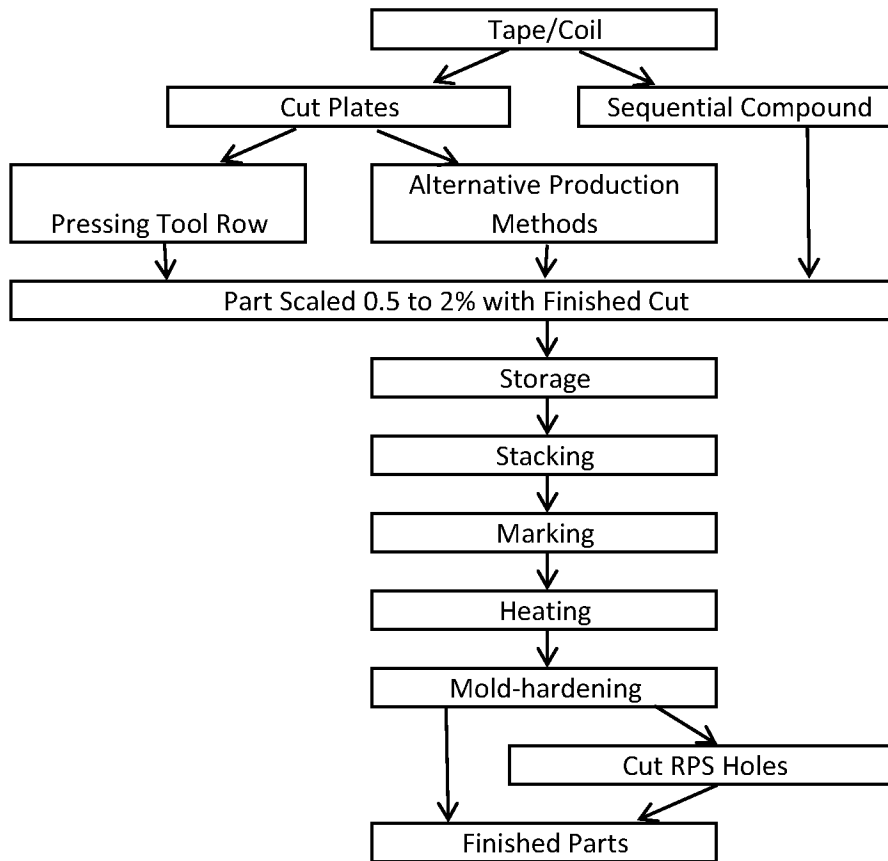 Tape/Coil
Cut Plates
Sequential Compound
Pressing Tool Row
Alternative Production
Methods
Part Scaled 0.5 to 2% with Finished Cut
Storage
Stacking
Marking
Heating
Mold-hardening
Cut RPS Holes
Finished Parts